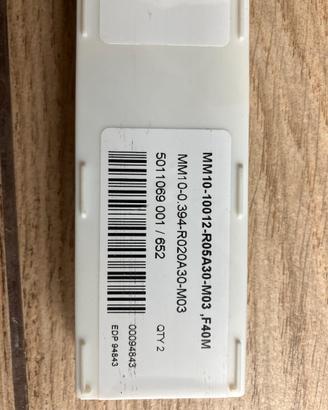 MM10-10012-R05A30-M03 ,F40M
MM10-0.394-R020A30-M03
5011069 001 / 652
QTY 2
00094843
EDP 94843